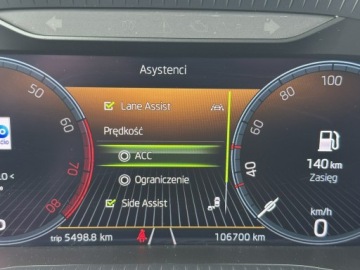 Asystenci
Lane Assist
Prędkość
ACC
Ograniczenie
Side Assist
50
60
70
80
0
100
80
60
40
0
km/h
140 km
Zasięg
trip 5498.8 km
106700 km